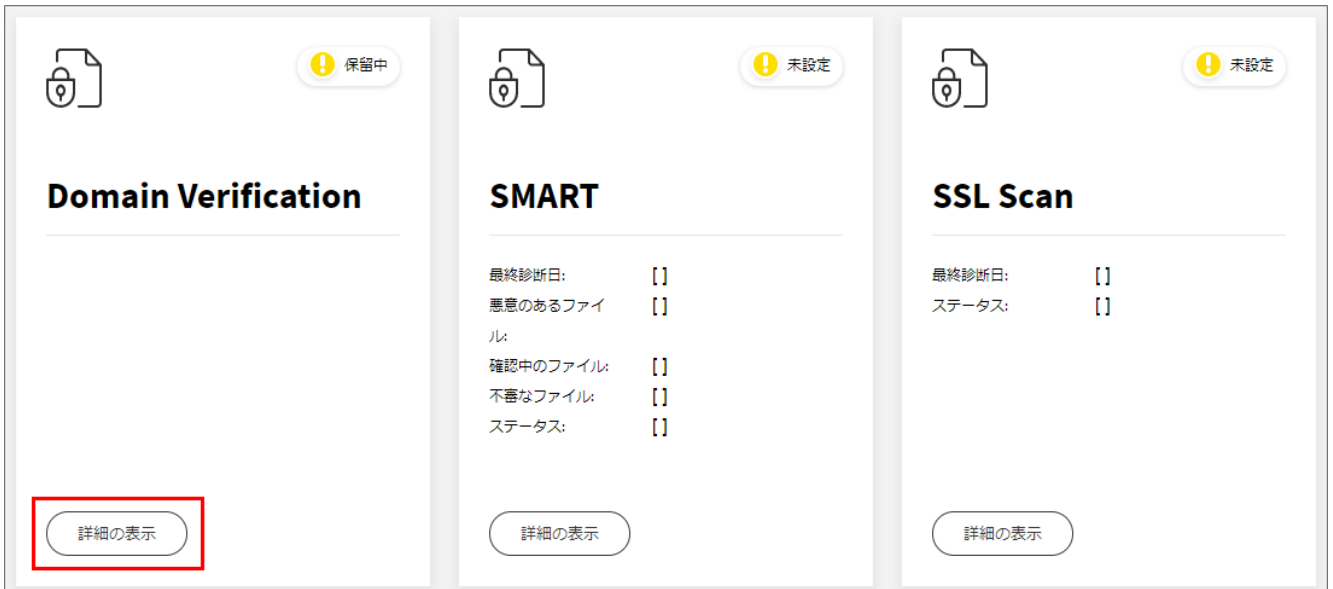 保留中
Domain Verification
詳細の表示
未設定
SMART
最終診断日: [ ]
悪意のあるファイ [ ]
ル:
確認中のファイル: [ ]
不審なファイル: [ ]
ステータス: [ ]
詳細の表示
未設定
SSL Scan
最終診断日: [ ]
ステータス: [ ]
詳細の表示